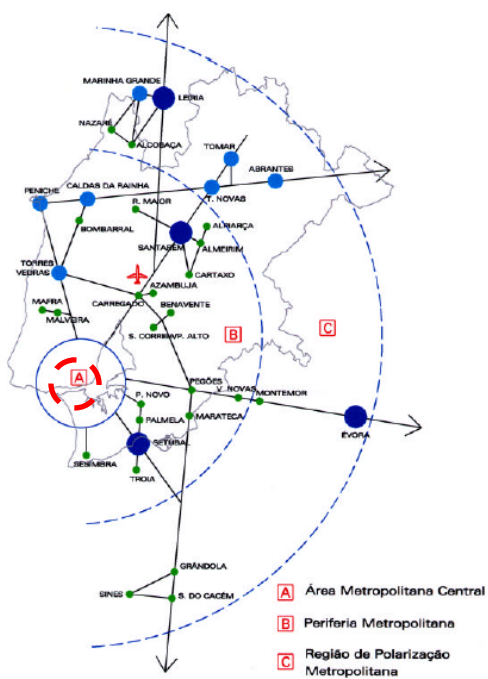 MARINHA GRANDE
LEIRIA
NAZARÉ
ALCOBAÇA
TOMAR
ABRANTES
PENICHE
CALDAS DA RAINHA
T. NOVAS
R. MAIOR
BOMBARRAL
ALPIARÇA
SANTARÉM
ALMEIRIM
TORRES
VEDRAS
CARTAXO
AZAMBUJA
CARREGADO
MAFRA
BENAVENTE
MALVEIRA
S. CORREIA/P. ALTO
B
C
A
PEGÕES
V. NOVAS
MONTEMOR
P. NOVO
MARATECA
PALMELA
ÉVORA
SETÚBAL
SESIMBRA
TROIA
GRÂNDOLA
SINES
S. DO CACÉM
A Área Metropolitana Central
B Periferia Metropolitana
C Região de Polarização
Metropolitana